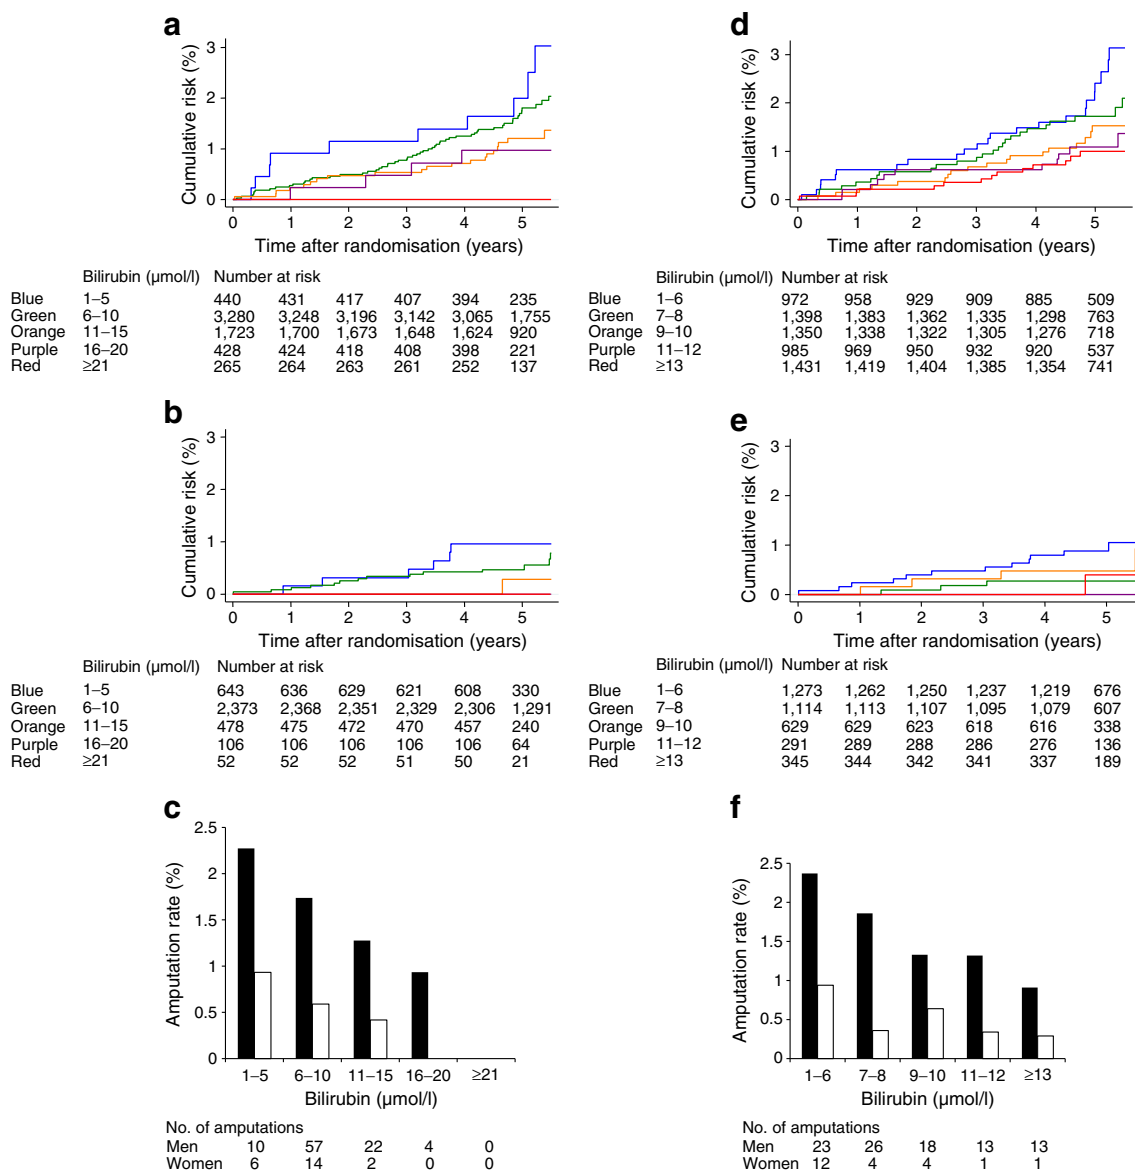 a
Cumulative risk (%)
3
2
1
0
0 1 2 3 4 5
Time after randomisation (years)
Bilirubin (µmol/l) Number at risk
Blue 1–5 440 431 417 407 394 235
Green 6–10 3,280 3,248 3,196 3,142 3,065 1,755
Orange 11–15 1,723 1,700 1,673 1,648 1,624 920
Purple 16–20 428 424 418 408 398 221
Red ≥21 265 264 263 261 252 137
b
Cumulative risk (%)
3
2
1
0
0 1 2 3 4 5
Time after randomisation (years)
Bilirubin (µmol/l) Number at risk
Blue 1–5 643 636 629 621 608 330
Green 6–10 2,373 2,368 2,351 2,329 2,306 1,291
Orange 11–15 478 475 472 470 457 240
Purple 16–20 106 106 106 106 106 64
Red ≥21 52 52 52 51 50 21
c
Amputation rate (%)
2.5
2
1.5
1
0.5
0
1–5 6–10 11–15 16–20 ≥21
Bilirubin (µmol/l)
No. of amputations
Men 10 57 22 4 0
Women 6 14 2 0 0
d
Cumulative risk (%)
3
2
1
0
0 1 2 3 4 5
Time after randomisation (years)
Bilirubin (µmol/l) Number at risk
Blue 1–6 972 958 929 909 885 509
Green 7–8 1,398 1,383 1,362 1,335 1,298 763
Orange 9–10 1,350 1,338 1,322 1,305 1,276 718
Purple 11–12 985 969 950 932 920 537
Red ≥13 1,431 1,419 1,404 1,385 1,354 741
e
Cumulative risk (%)
3
2
1
0
0 1 2 3 4 5
Time after randomisation (years)
Bilirubin (µmol/l) Number at risk
Blue 1–6 1,273 1,262 1,250 1,237 1,219 676
Green 7–8 1,114 1,113 1,107 1,095 1,079 607
Orange 9–10 629 629 623 618 616 338
Purple 11–12 291 289 288 286 276 136
Red ≥13 345 344 342 341 337 189
f
Amputation rate (%)
2.5
2
1.5
1
0.5
0
1–6 7–8 9–10 11–12 ≥13
Bilirubin (µmol/l)
No. of amputations
Men 23 26 18 13 13
Women 12 4 4 1 1